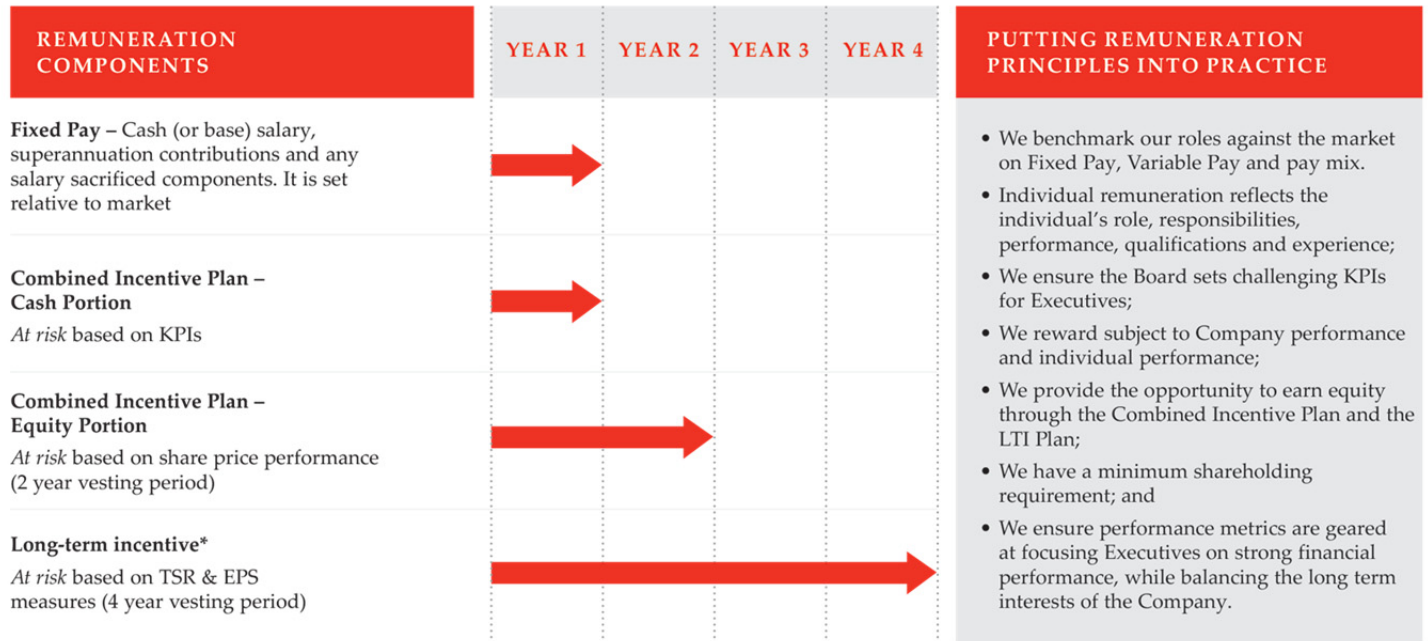 REMUNERATION
COMPONENTS
YEAR 1
YEAR 2
YEAR 3
YEAR 4
PUTTING REMUNERATION
PRINCIPLES INTO PRACTICE
Fixed Pay – Cash (or base) salary,
superannuation contributions and any
salary sacrificed components. It is set
relative to market
Combined Incentive Plan –
Cash Portion
At risk based on KPIs
Combined Incentive Plan –
Equity Portion
At risk based on share price performance
(2 year vesting period)
Long-term incentive*
At risk based on TSR & EPS
measures (4 year vesting period)
• We benchmark our roles against the market
on Fixed Pay, Variable Pay and pay mix.
• Individual remuneration reflects the
individual’s role, responsibilities,
performance, qualifications and experience;
• We ensure the Board sets challenging KPIs
for Executives;
• We reward subject to Company performance
and individual performance;
• We provide the opportunity to earn equity
through the Combined Incentive Plan and the
LTI Plan;
• We have a minimum shareholding
requirement; and
• We ensure performance metrics are geared
at focusing Executives on strong financial
performance, while balancing the long term
interests of the Company.